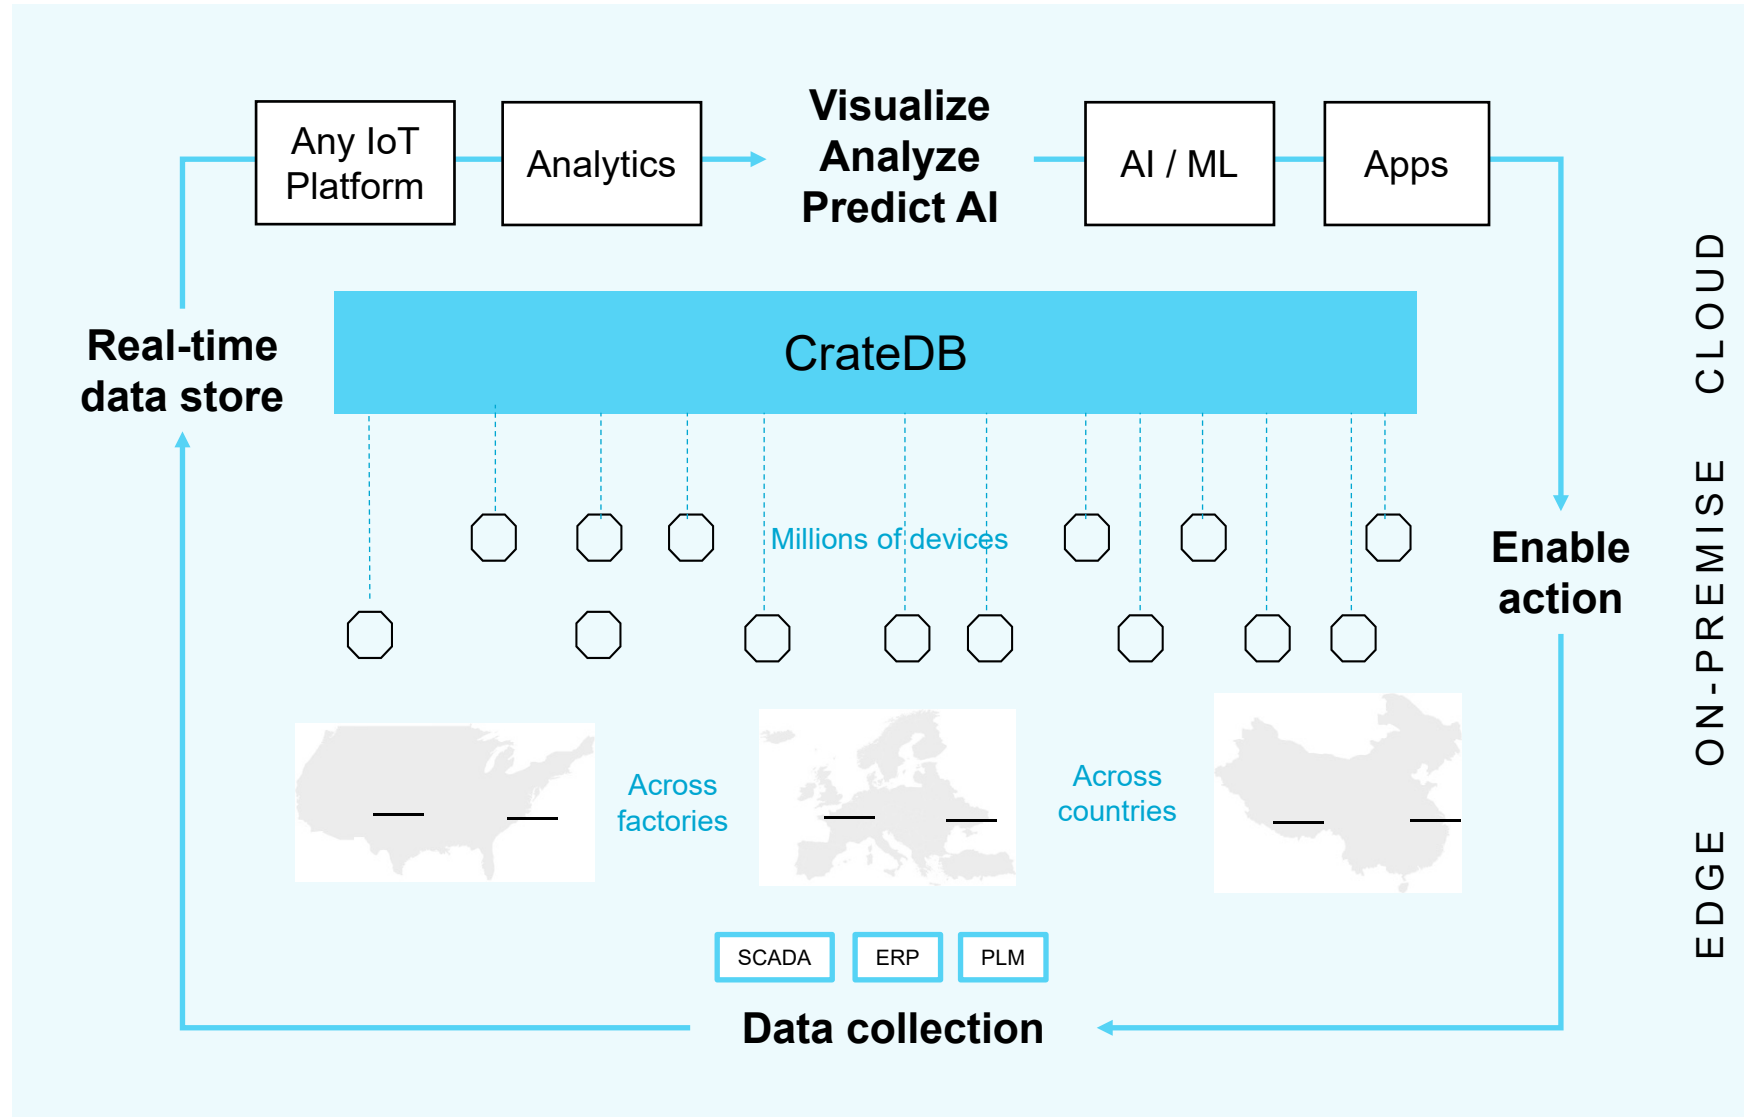 Any IoT
Platform
Analytics
Visualize
Analyze
Predict AI
AI / ML
Apps
Real-time
data store
CrateDB
Millions of devices
Enable
action
Across
factories
Across
countries
SCADA
ERP
PLM
Data collection
EDGE ON-PREMISE CLOUD